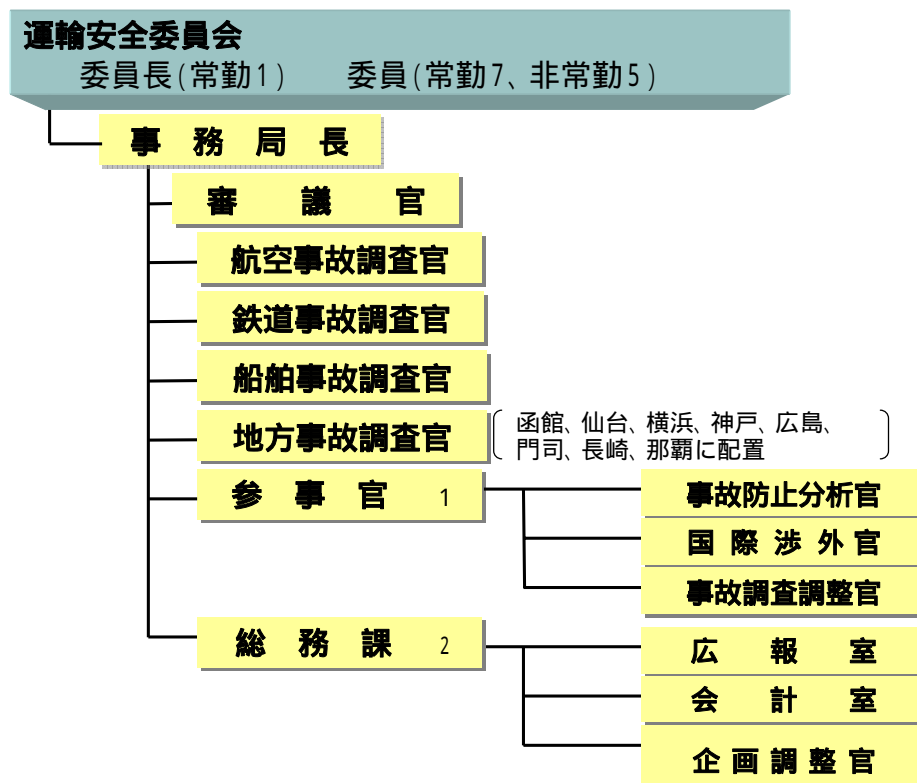 運輸安全委員会
委員長(常勤1) 委員(常勤7、非常勤5)
事務局長
審議官
航空事故調査官
鉄道事故調査官
船舶事故調査官
地方事故調査官
函館、仙台、横浜、神戸、広島、
門司、長崎、那覇に配置
参事官 1
事故防止分析官
国際渉外官
事故調査調整官
総務課 2
広報室
会計室
企画調整官